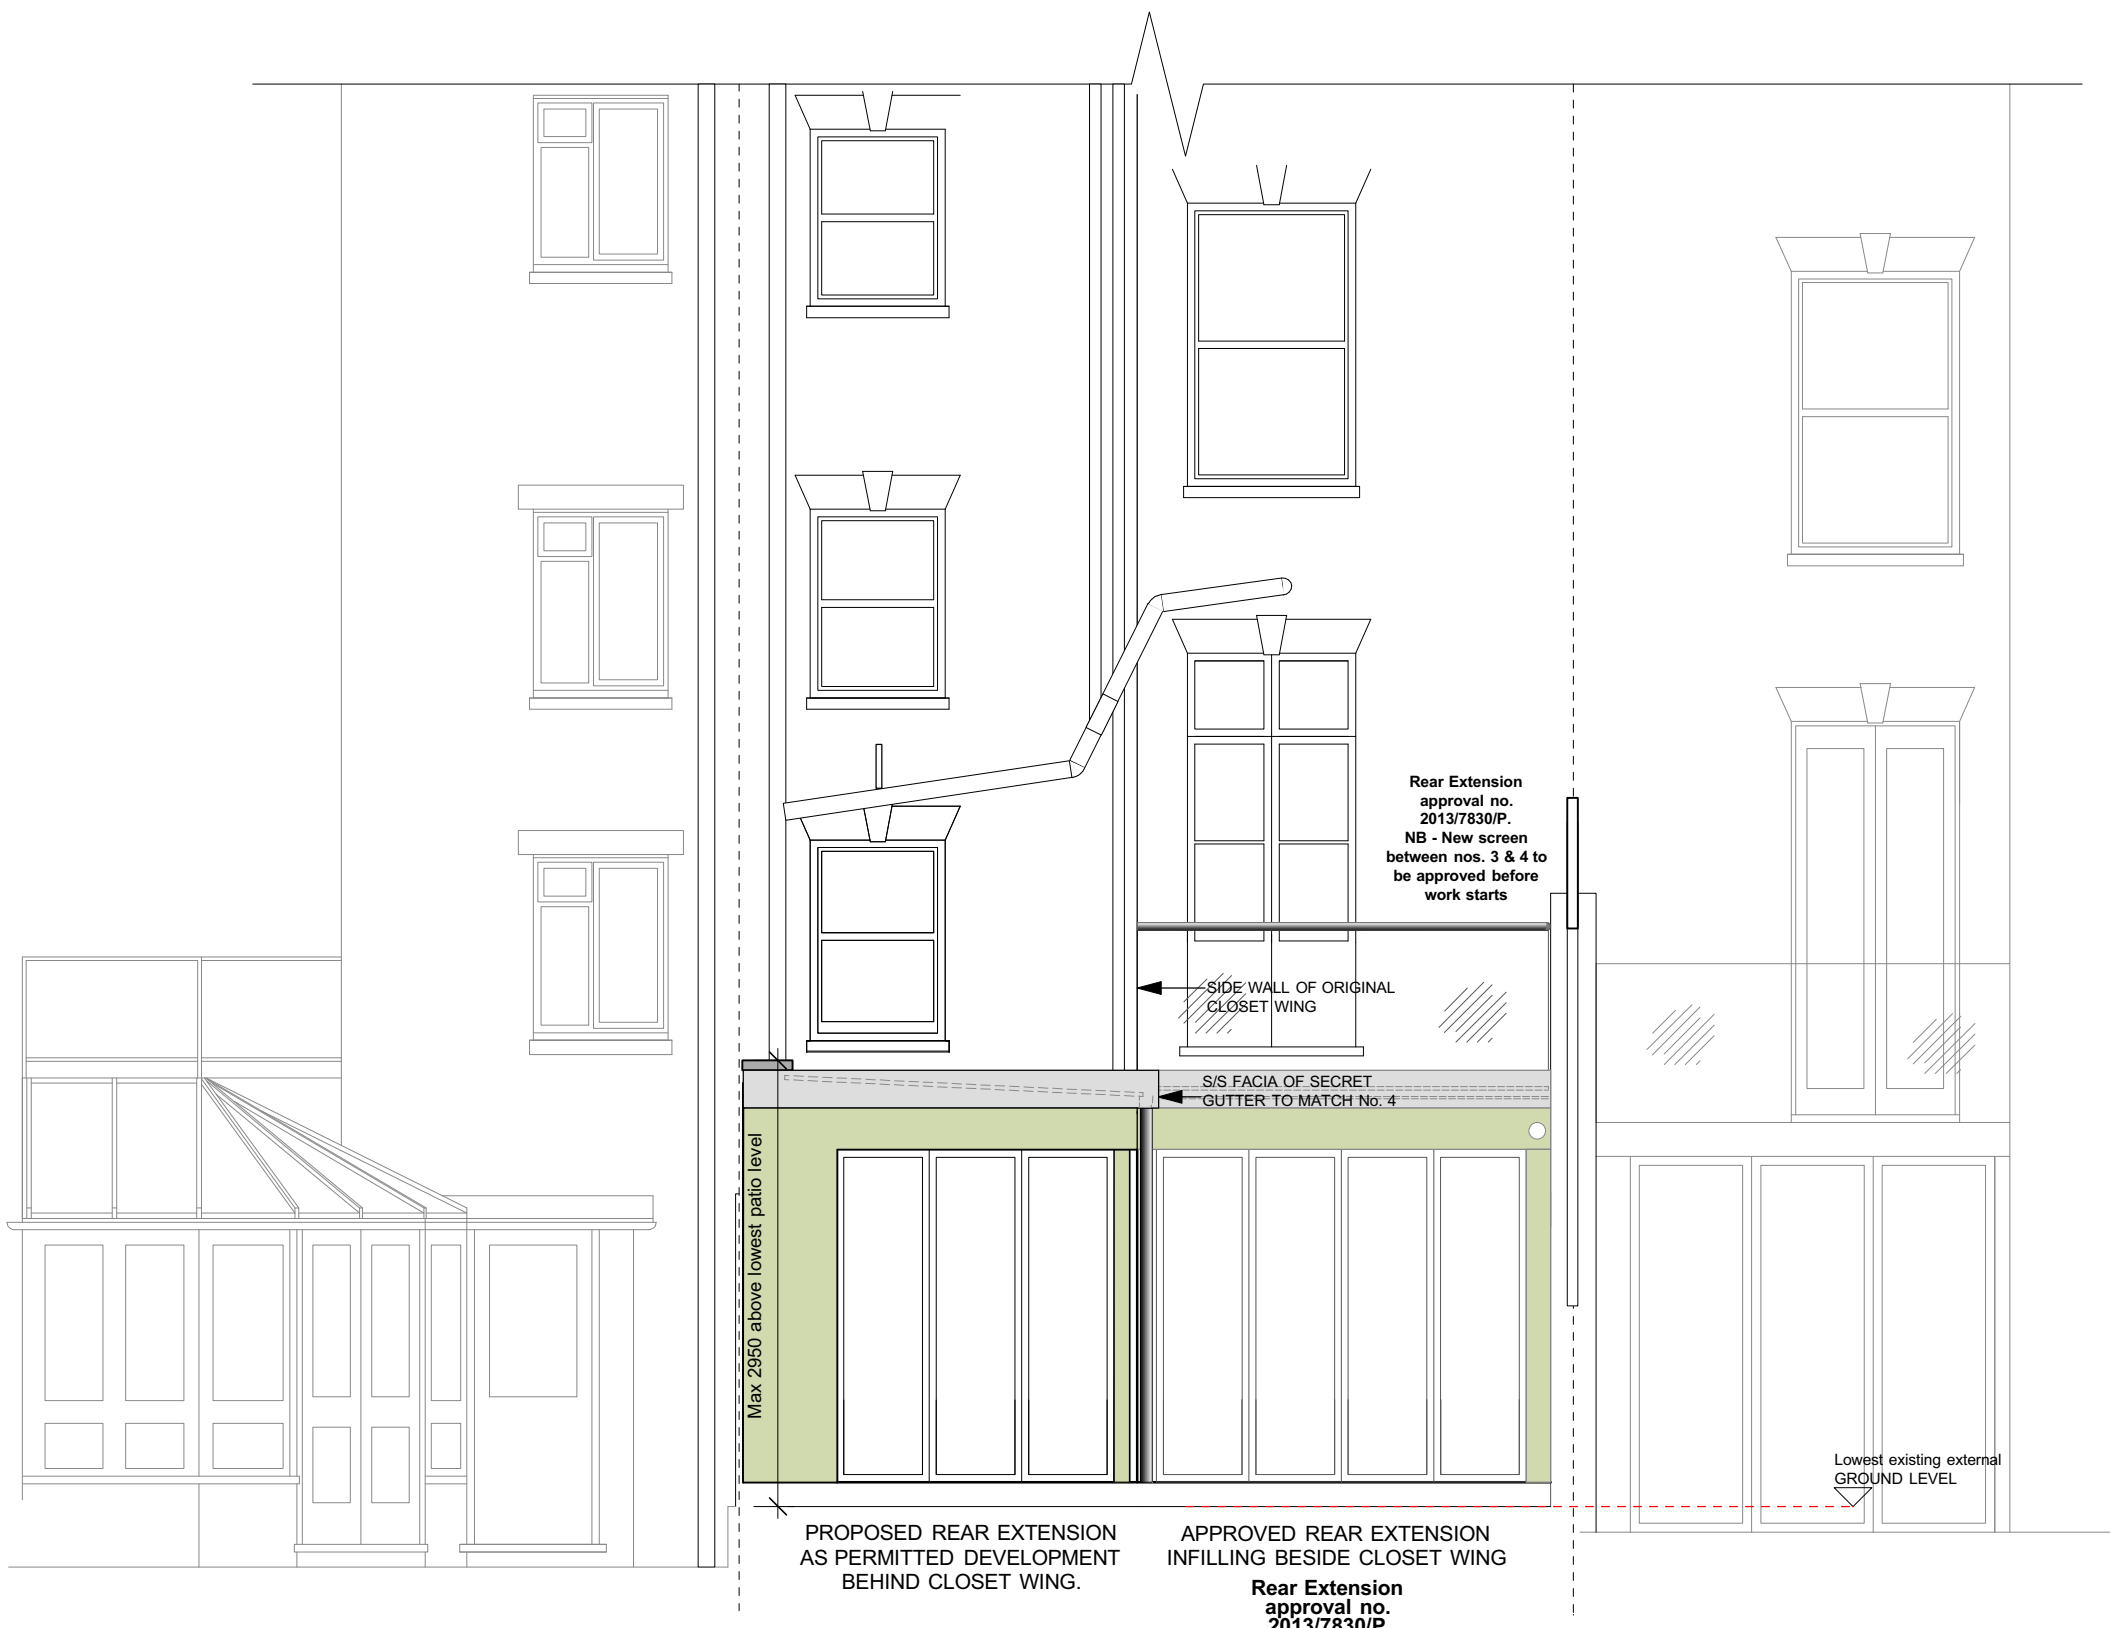 Rear Extension
approval no.
2013/7830/P.
NB - New screen
between nos. 3 & 4 to
be approved before
work starts
SIDE WALL OF ORIGINAL
CLOSET WING
S/S FACIA OF SECRET
GUTTER TO MATCH No. 4
Max 2950 above lowest patio level
Lowest existing external
GROUND LEVEL
PROPOSED REAR EXTENSION
AS PERMITTED DEVELOPMENT
BEHIND CLOSET WING.
APPROVED REAR EXTENSION
INFILLING BESIDE CLOSET WING
Rear Extension
approval no.
2013/7830/P